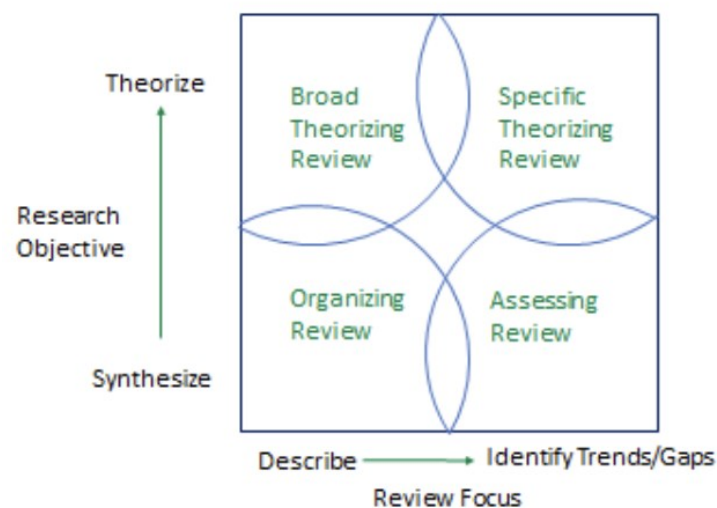 Theorize
Broad
Theorizing
Review
Specific
Theorizing
Review
Research
Objective
Organizing
Review
Assessing
Review
Synthesize
Describe
Identify Trends/Gaps
Review Focus